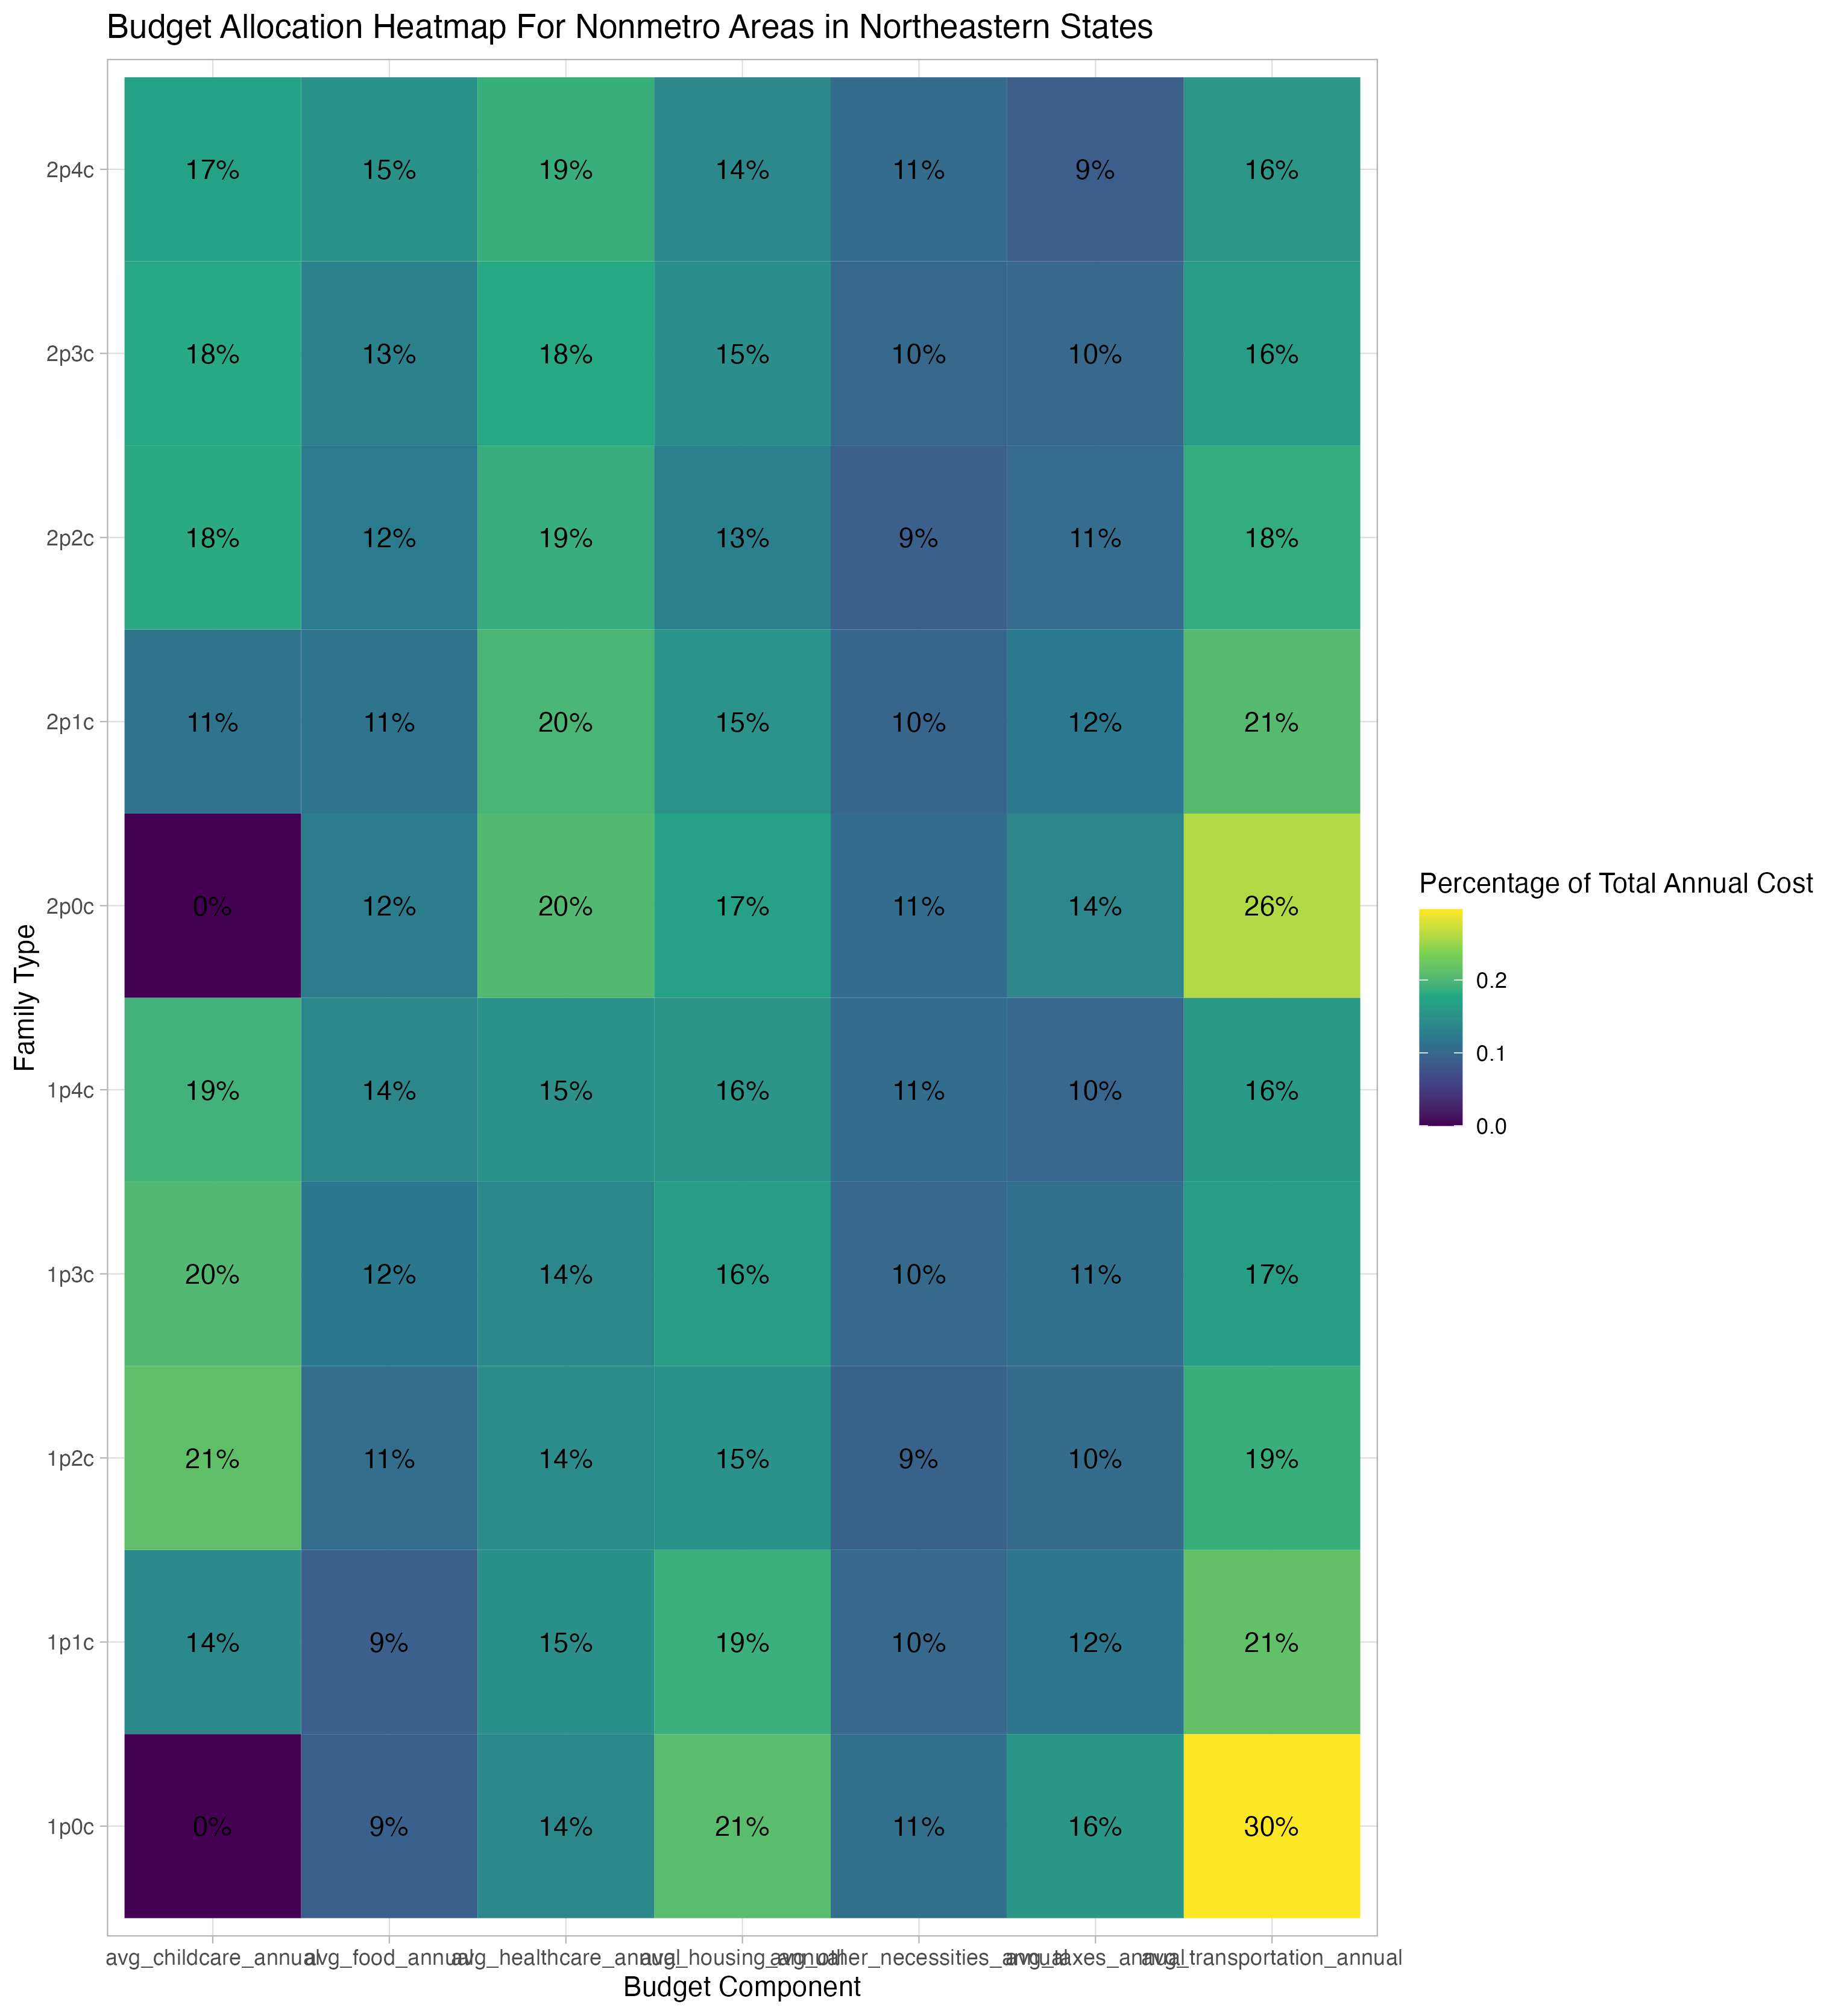 Budget Allocation Heatmap For Nonmetro Areas in Northeastern States
2p4c 17% 15% 19% 14% 11% 9% 16%
2p3c 18% 13% 18% 15% 10% 10% 16%
2p2c 18% 12% 19% 13% 9% 11% 18%
2p1c 11% 11% 20% 15% 10% 12% 21%
2p0c 0% 12% 20% 17% 11% 14% 26%
1p4c 19% 14% 15% 16% 11% 10% 16%
1p3c 20% 12% 14% 16% 10% 11% 17%
1p2c 21% 11% 14% 15% 9% 10% 19%
1p1c 14% 9% 15% 19% 10% 12% 21%
1p0c 0% 9% 14% 21% 11% 16% 30%
Family Type
avg_childcare_annual avg_food_annual avg_healthcare_annual avg_housing_annual avg_other_necessities_annual avg_taxes_annual avg_transportation_annual
Budget Component
Percentage of Total Annual Cost
0.2
0.1
0.0